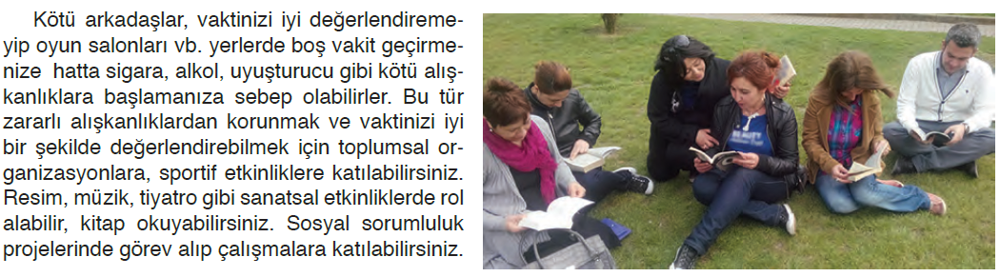 Kötü arkadaşlar, vaktinizi iyi değerlendireme-
yip oyun salonları vb. yerlerde boş vakit geçirme-
nize hatta sigara, alkol, uyuşturucu gibi kötü alış-
kanlıklara başlamanıza sebep olabilirler. Bu tür
zararlı alışkanlıklardan korunmak ve vaktinizi iyi
bir şekilde değerlendirebilmek için toplumsal or-
ganizasyonlara, sportif etkinliklere katılabilirsiniz.
Resim, müzik, tiyatro gibi sanatsal etkinliklerde rol
alabilir, kitap okuyabilirsiniz. Sosyal sorumluluk
projelerinde görev alıp çalışmalara katılabilirsiniz.